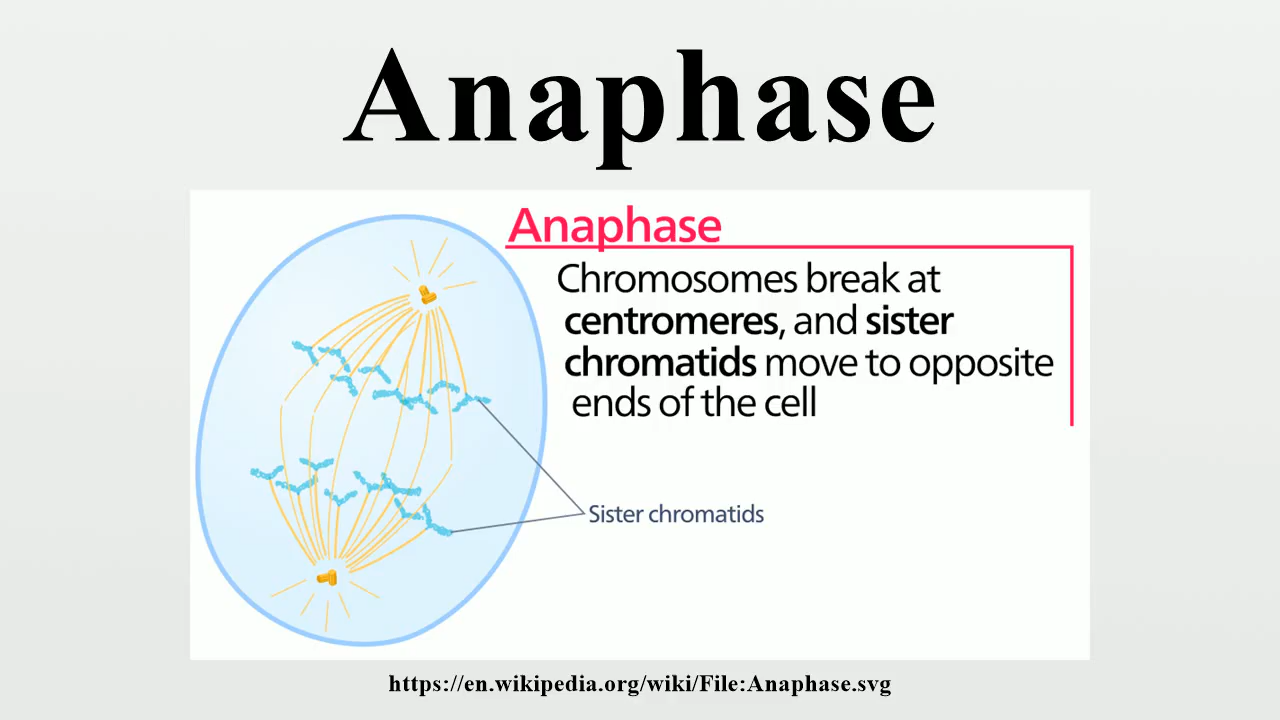 Anaphase
Anaphase
Chromosomes break at
centromeres, and sister
chromatids move to opposite
ends of the cell
Sister chromatids
https://en.wikipedia.org/wiki/File:Anaphase.svg